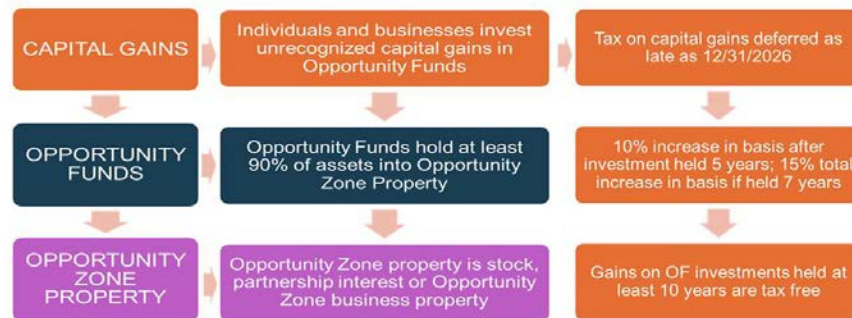 CAPITAL GAINS
Individuals and businesses invest
unrecognized capital gains in
Opportunity Funds
Tax on capital gains deferred as
late as 12/31/2026
OPPORTUNITY
FUNDS
Opportunity Funds hold at least
90% of assets into Opportunity
Zone Property
10% increase in basis after
investment held 5 years; 15% total
increase in basis if held 7 years
OPPORTUNITY
ZONE
PROPERTY
Opportunity Zone property is stock,
partnership interest or Opportunity
Zone business property
Gains on OF investments held at
least 10 years are tax free